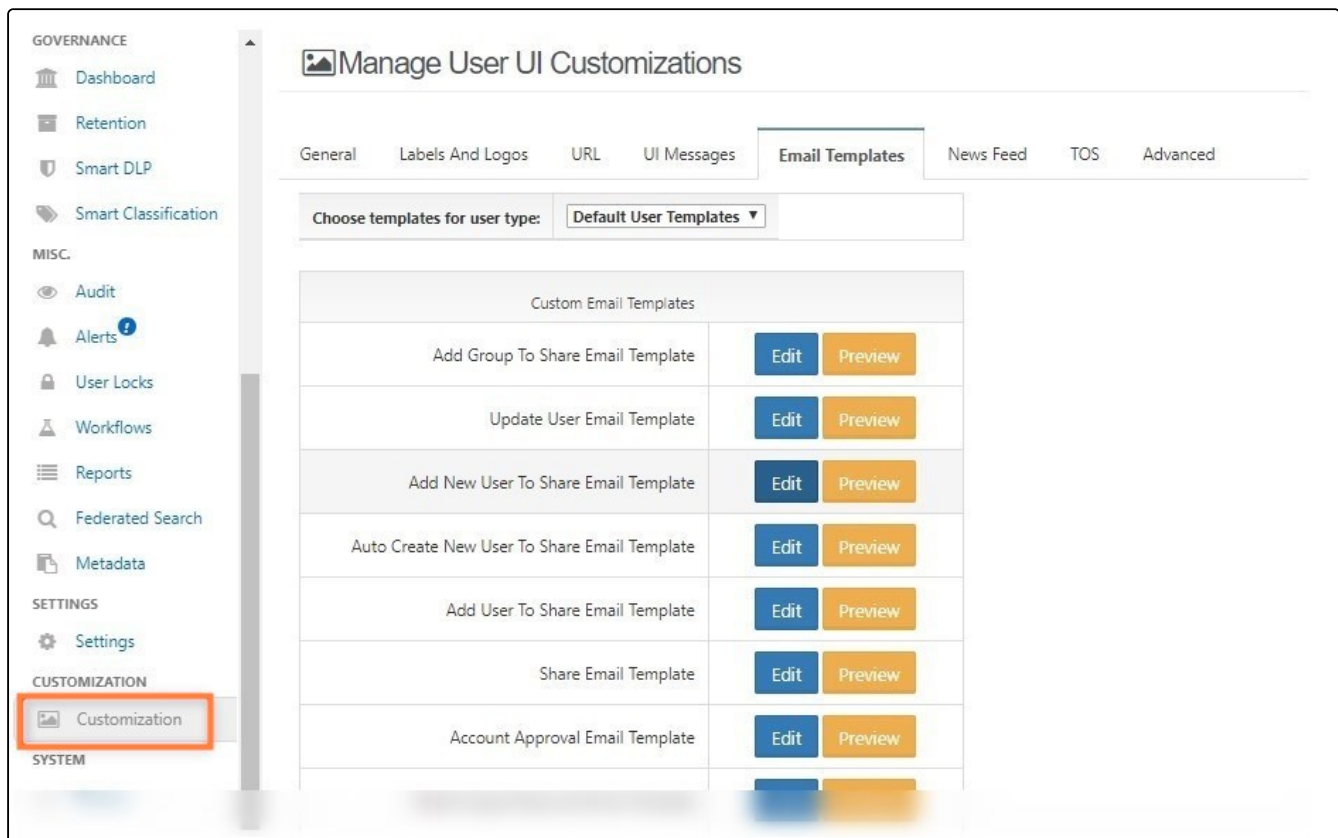 GOVERNANCE
Dashboard
Retention
Smart DLP
Smart Classification
MISC.
Audit
Alerts
User Locks
Workflows
Reports
Federated Search
Metadata
SETTINGS
Settings
CUSTOMIZATION
Customization
SYSTEM
Manage User UI Customizations
General Labels And Logos URL UI Messages Email Templates News Feed TOS Advanced
Choose templates for user type: Default User Templates
Custom Email Templates
Add Group To Share Email Template Edit Preview
Update User Email Template Edit Preview
Add New User To Share Email Template Edit Preview
Auto Create New User To Share Email Template Edit Preview
Add User To Share Email Template Edit Preview
Share Email Template Edit Preview
Account Approval Email Template Edit Preview